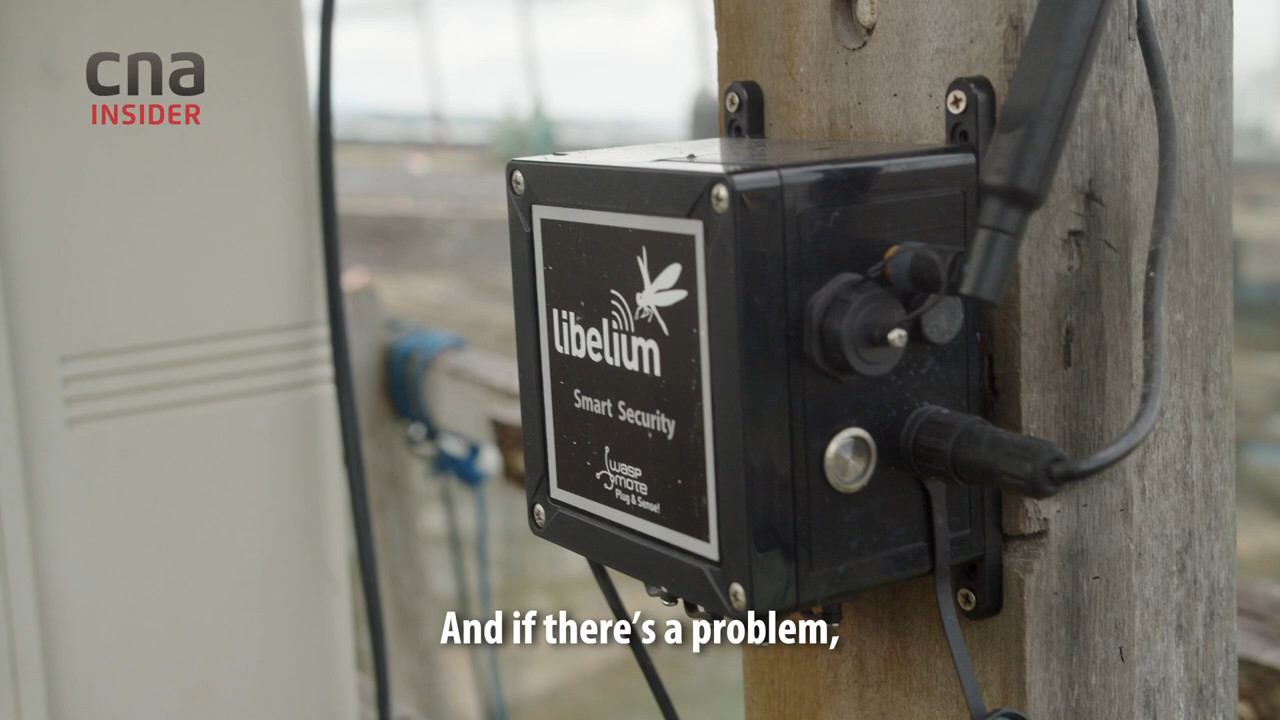 cna
INSIDER
libelium
Smart Security
wasp
mote
Plug & Sense!
And if there's a problem,